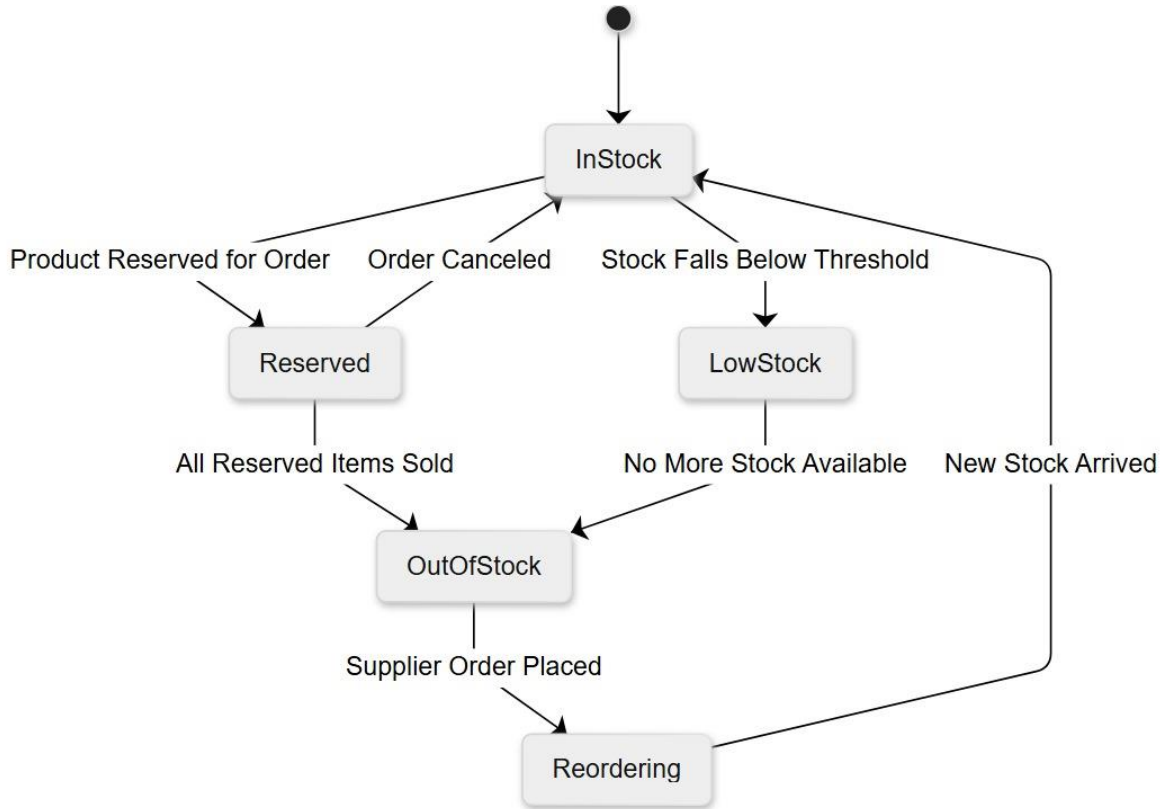 InStock
Product Reserved for Order
Order Canceled
Stock Falls Below Threshold
Reserved
LowStock
All Reserved Items Sold
No More Stock Available
New Stock Arrived
OutOfStock
Supplier Order Placed
Reordering